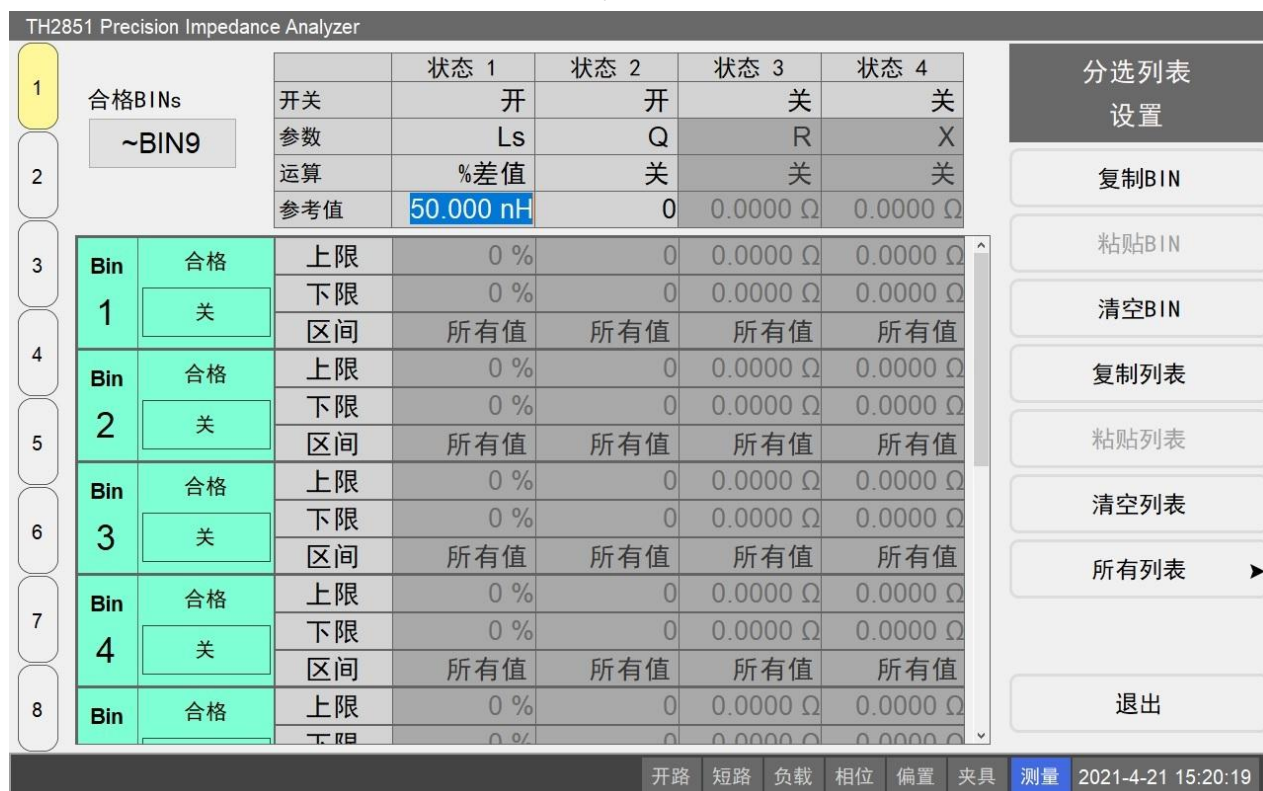 TH2851 Precision Impedance Analyzer
1
2
3
4
5
6
7
8
合格BINs
~BIN9
状态 1 状态 2 状态 3 状态 4
开关 开 开 关 关
参数 Ls Q R X
运算 %差值 关 关 关
参考值 50.000 nH 0 0.0000 Ω 0.0000 Ω
Bin 1 合格 关
上限 0 % 0 0.0000 Ω 0.0000 Ω
下限 0 % 0 0.0000 Ω 0.0000 Ω
区间 所有值 所有值 所有值 所有值
Bin 2 合格 关
上限 0 % 0 0.0000 Ω 0.0000 Ω
下限 0 % 0 0.0000 Ω 0.0000 Ω
区间 所有值 所有值 所有值 所有值
Bin 3 合格 关
上限 0 % 0 0.0000 Ω 0.0000 Ω
下限 0 % 0 0.0000 Ω 0.0000 Ω
区间 所有值 所有值 所有值 所有值
Bin 4 合格 关
上限 0 % 0 0.0000 Ω 0.0000 Ω
下限 0 % 0 0.0000 Ω 0.0000 Ω
区间 所有值 所有值 所有值 所有值
Bin 合格
上限 0 % 0 0.0000 Ω 0.0000 Ω
下限 0 % 0 0.0000 Ω 0.0000 Ω
分选列表
设置
复制BIN
粘贴BIN
清空BIN
复制列表
粘贴列表
清空列表
所有列表
退出
开路 短路 负载 相位 偏置 夹具 测量 2021-4-21 15:20:19